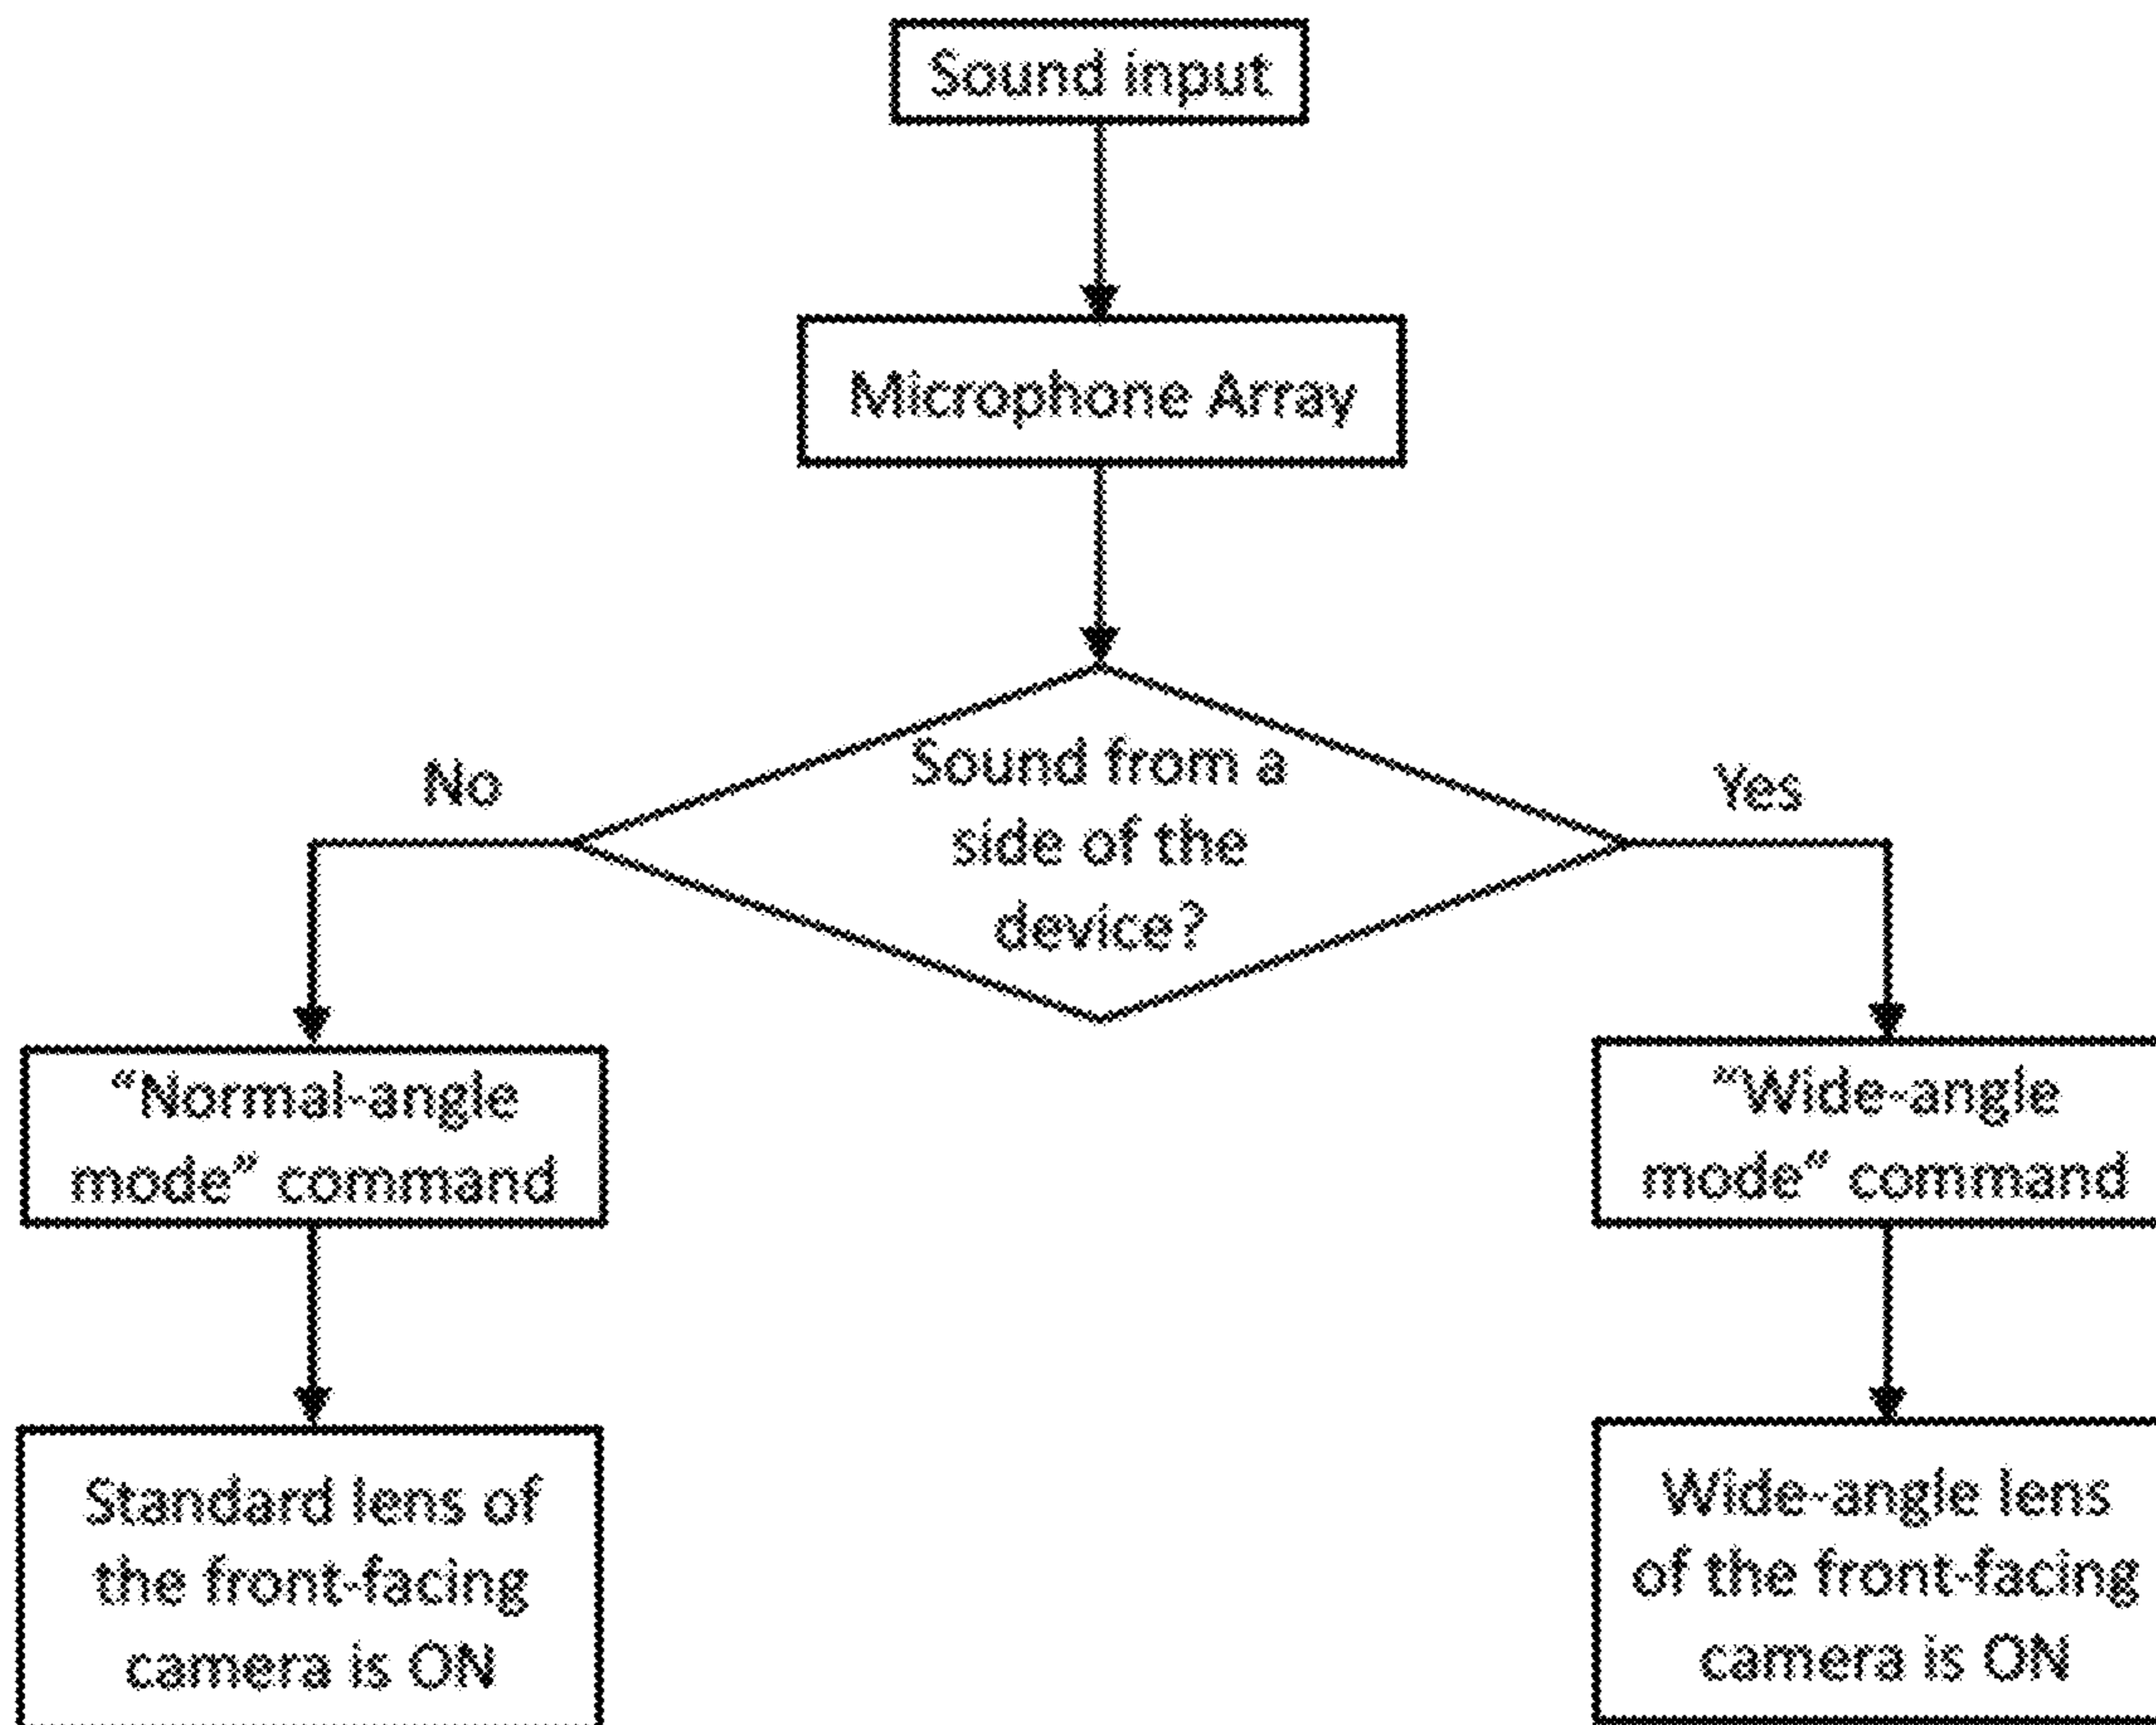 Sound input
Microphone Array
Sound from a
side of the
device?
No
Yes
“Normal-angle
mode” command
”Wide-angle
mode“ command
Standard lens of
the front-facing
camera is ON
Wide-angle lens
of the front-facing
camera is ON